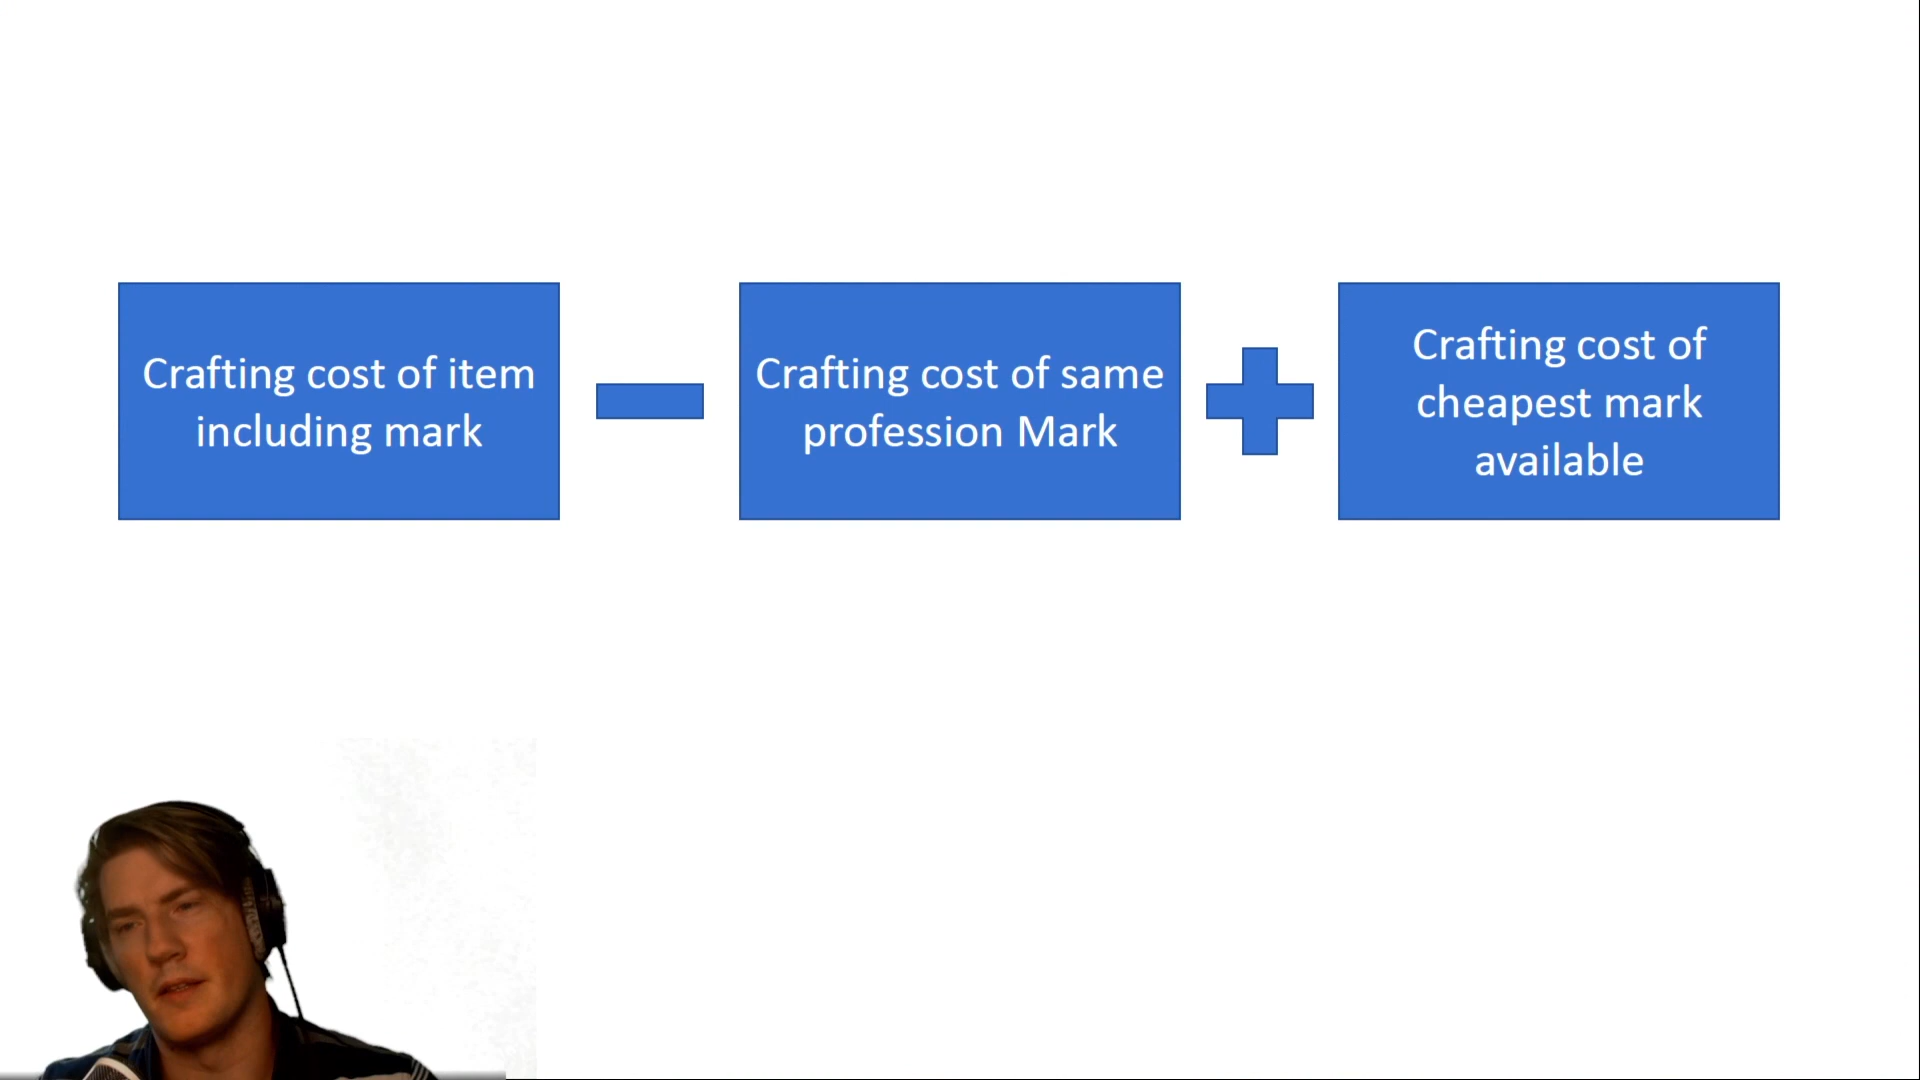 Crafting cost of item
including mark
Crafting cost of same
profession Mark
Crafting cost of
cheapest mark
available